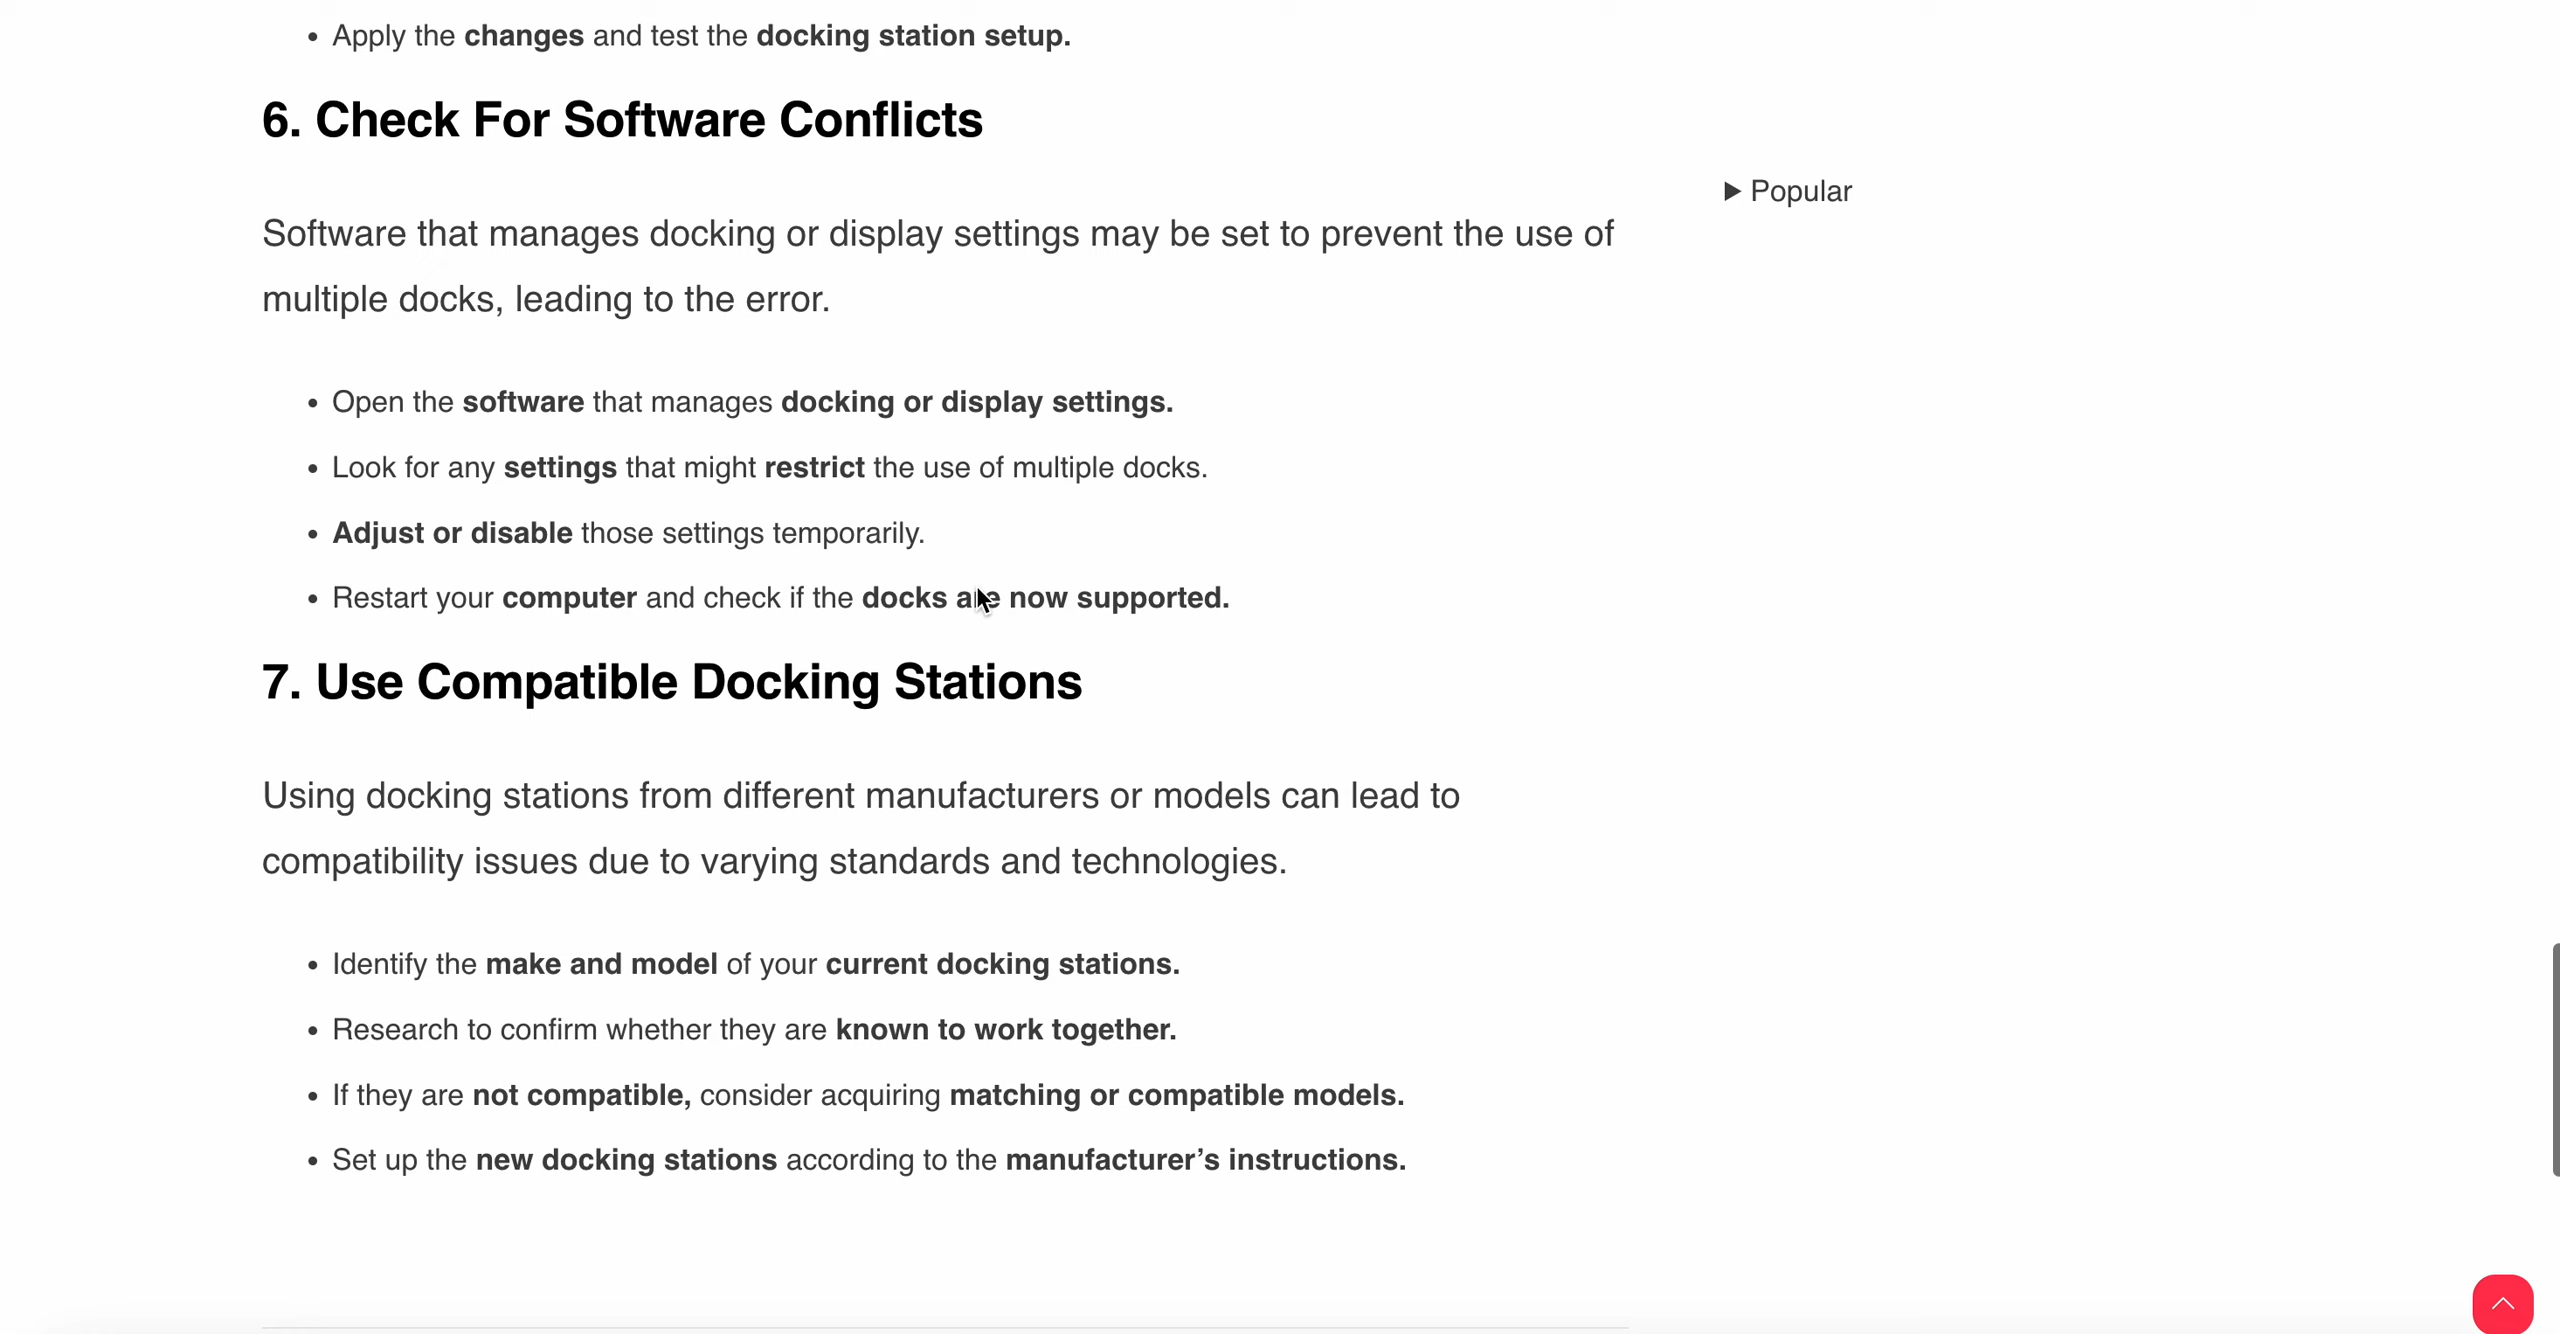 Apply the changes and test the docking station setup.
6. Check For Software Conflicts
▶ Popular
Software that manages docking or display settings may be set to prevent the use of
multiple docks, leading to the error.
Open the software that manages docking or display settings.
Look for any settings that might restrict the use of multiple docks.
Adjust or disable those settings temporarily.
Restart your computer and check if the docks are now supported.
7. Use Compatible Docking Stations
Using docking stations from different manufacturers or models can lead to
compatibility issues due to varying standards and technologies.
Identify the make and model of your current docking stations.
Research to confirm whether they are known to work together.
If they are not compatible, consider acquiring matching or compatible models.
Set up the new docking stations according to the manufacturer’s instructions.